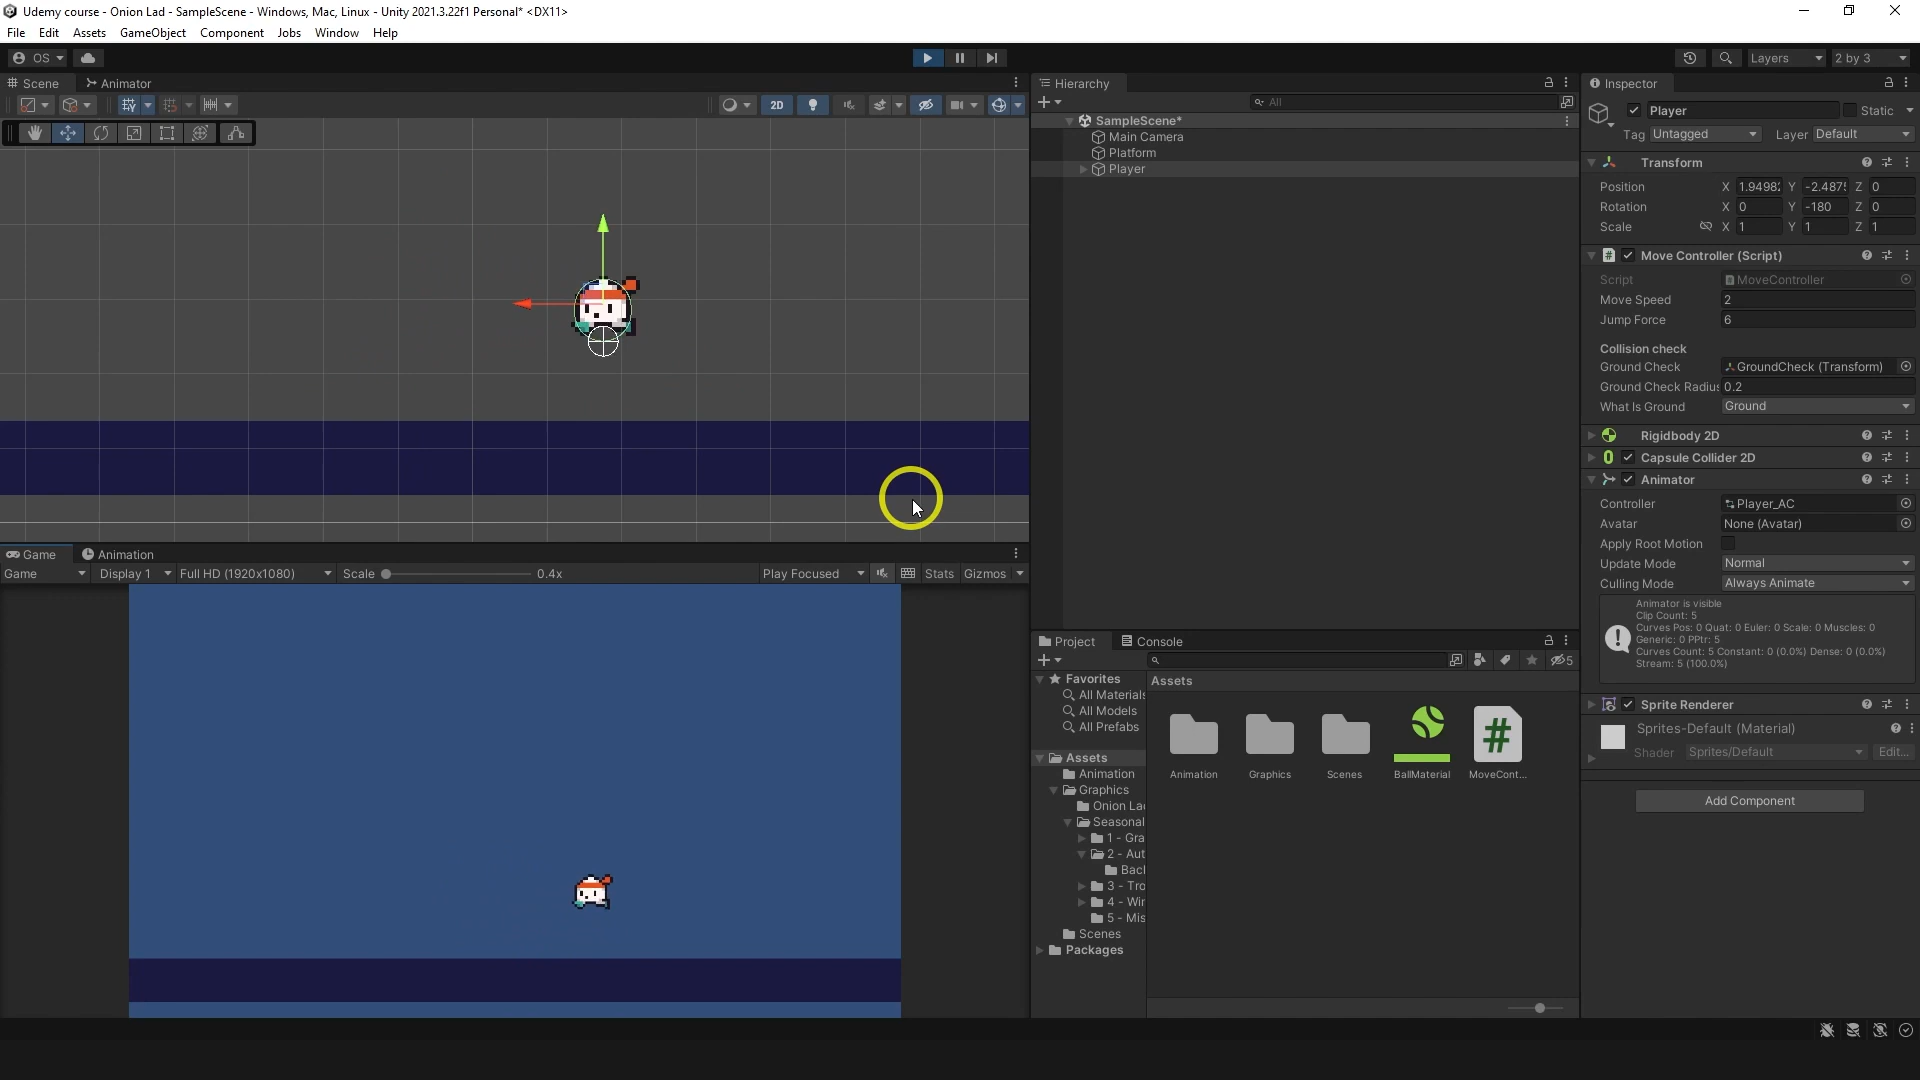 Udemy course - Onion Lad - SampleScene - Windows, Mac, Linux - Unity 2021.3.22f1 Personal* <DX11>
File Edit Assets GameObject Component Jobs Window Help
OS
Layers
2 by 3
Scene
Animator
2D
Hierarchy
All
SampleScene*
Main Camera
Platform
Player
Inspector
Player
Static
Tag Untagged Layer Default
Transform
Position X 1.9498 Y -2.487 Z 0
Rotation X 0 Y -180 Z 0
Scale X 1 Y 1 Z 1
# Move Controller (Script)
Script MoveController
Move Speed 2
Jump Force 6
Collision check
Ground Check GroundCheck (Transform)
Ground Check Radius 0.2
What Is Ground Ground
Rigidbody 2D
Capsule Collider 2D
Animator
Controller Player_AC
Avatar None (Avatar)
Apply Root Motion
Update Mode Normal
Culling Mode Always Animate
Animator is visible
Clip Count: 5
Curves Pos: 0 Quat: 0 Euler: 0 Scale: 0 Muscles: 0
Generic: 0 PPtr: 5
Curves Count: 5 Constant: 0 (0.0%) Dense: 0 (0.0%)
Stream: 5 (100.0%)
Sprite Renderer
Sprites-Default (Material)
Shader Sprites/Default Edit...
Add Component
Game
Animation
Game Display 1 Full HD (1920x1080) Scale 0.4x Play Focused Stats Gizmos
Project
Console
5
Favorites
All Materials
All Models
All Prefabs
Assets
Animation
Graphics
Onion La
Seasonal
1 - Gra
2 - Aut
Bac
3 - Tro
4 - Wir
5 - Mis
Scenes
Packages
Assets
#
Animation
Graphics
Scenes
BallMaterial
MoveCont...